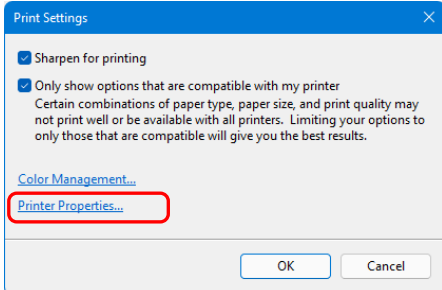 Print Settings
Sharpen for printing
Only show options that are compatible with my printer
Certain combinations of paper type, paper size, and print quality may
not print well or be available with all printers. Limiting your options to
only those that are compatible will give you the best results.
Color Management...
Printer Properties...
OK
Cancel